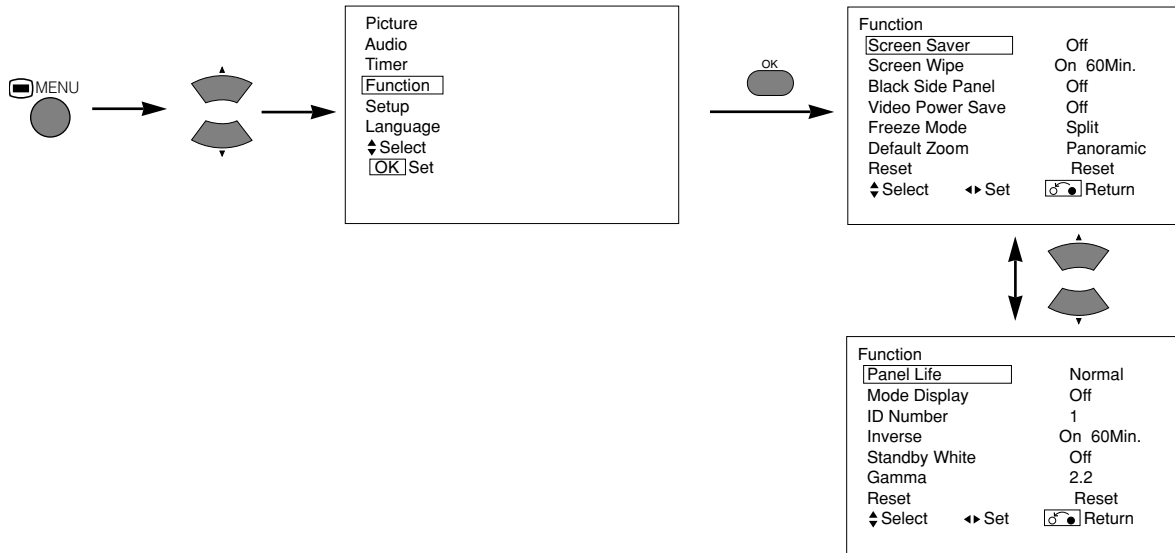 MENU
Picture
Audio
Timer
Function
Setup
Language
Select
OK Set
OK
Function
Screen Saver Off
Screen Wipe On 60Min.
Black Side Panel Off
Video Power Save Off
Freeze Mode Split
Default Zoom Panoramic
Reset Reset
Select Set Return
Function
Panel Life Normal
Mode Display Off
ID Number 1
Inverse On 60Min.
Standby White Off
Gamma 2.2
Reset Reset
Select Set Return